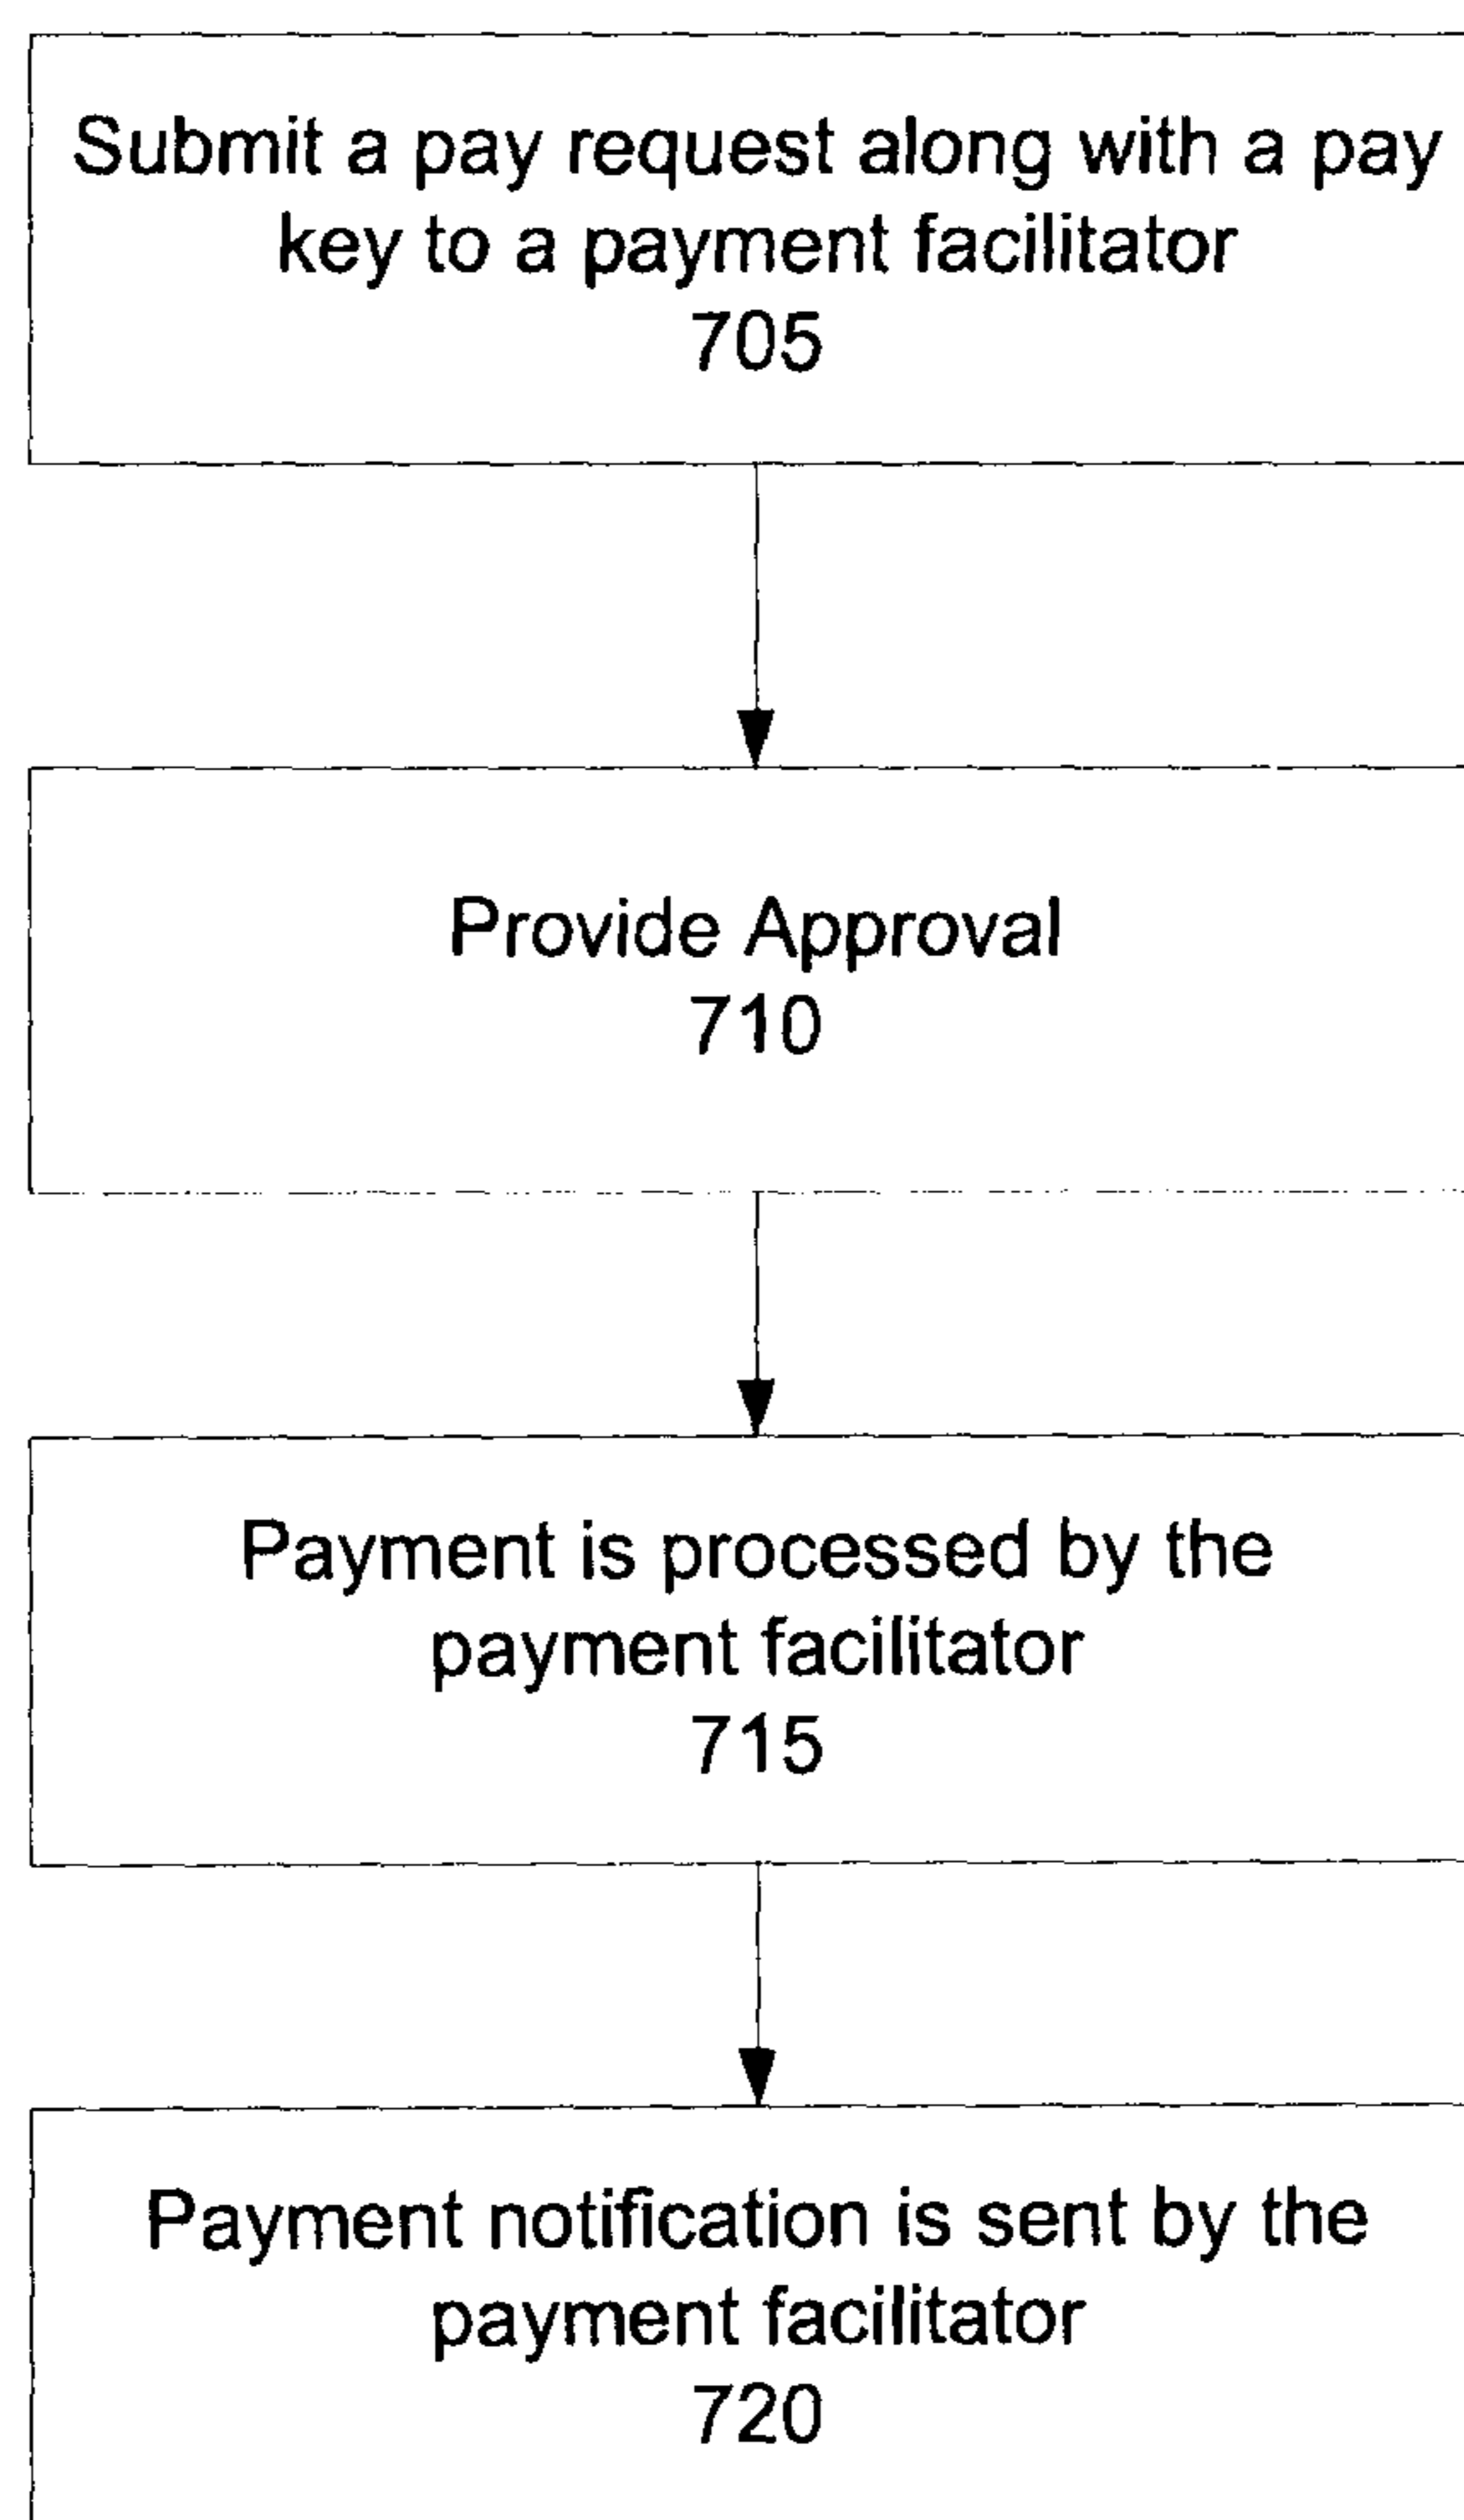 Submit a pay request along with a pay
key to a payment facilitator
705
Provide Approval
710
Payment is processed by the
payment facilitator
715
Payment notification is sent by the
payment facilitator
720